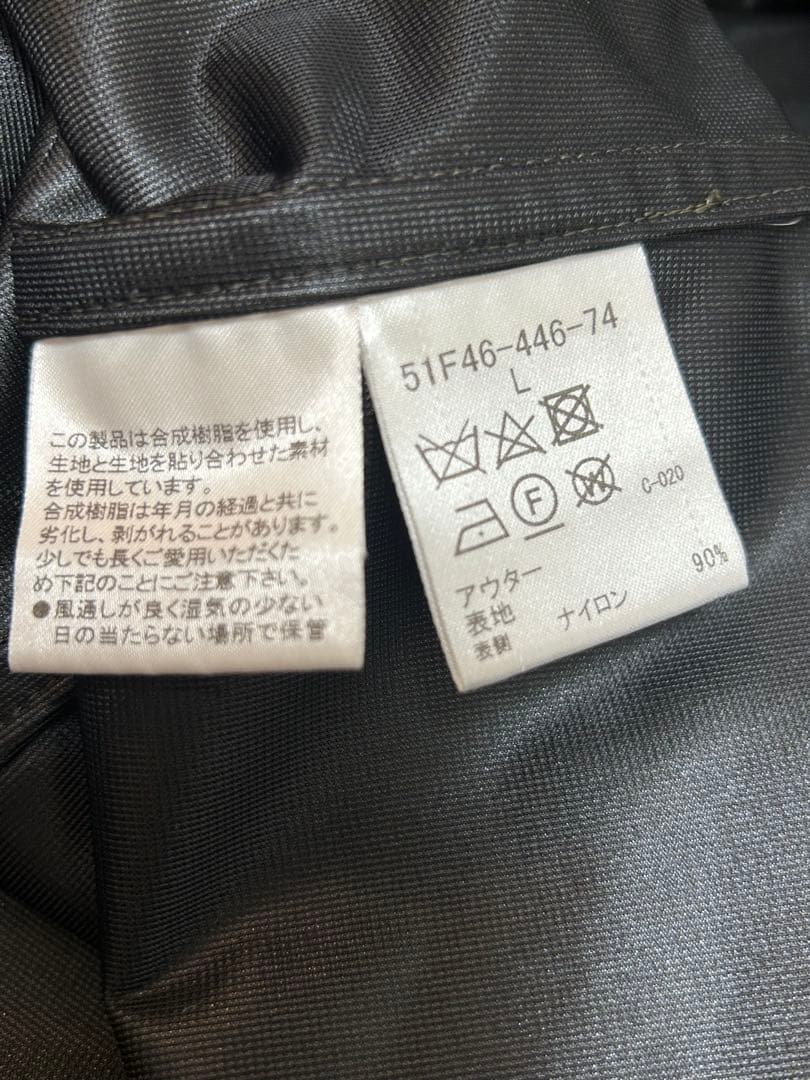 この製品は合成樹脂を使用し、
生地と生地を貼り合わせた素材
を使用しています。
合成樹脂は年月の経過と共に
劣化し、剥がれることがあります。
少しでも長くご愛用いただくた
め下記のことにご注意下さい。
●風通しが良く湿気の少ない
日の当たらない場所で保管
51F46-446-74
L
F
W
C-020
アウター
表地
表側 ナイロン 90%